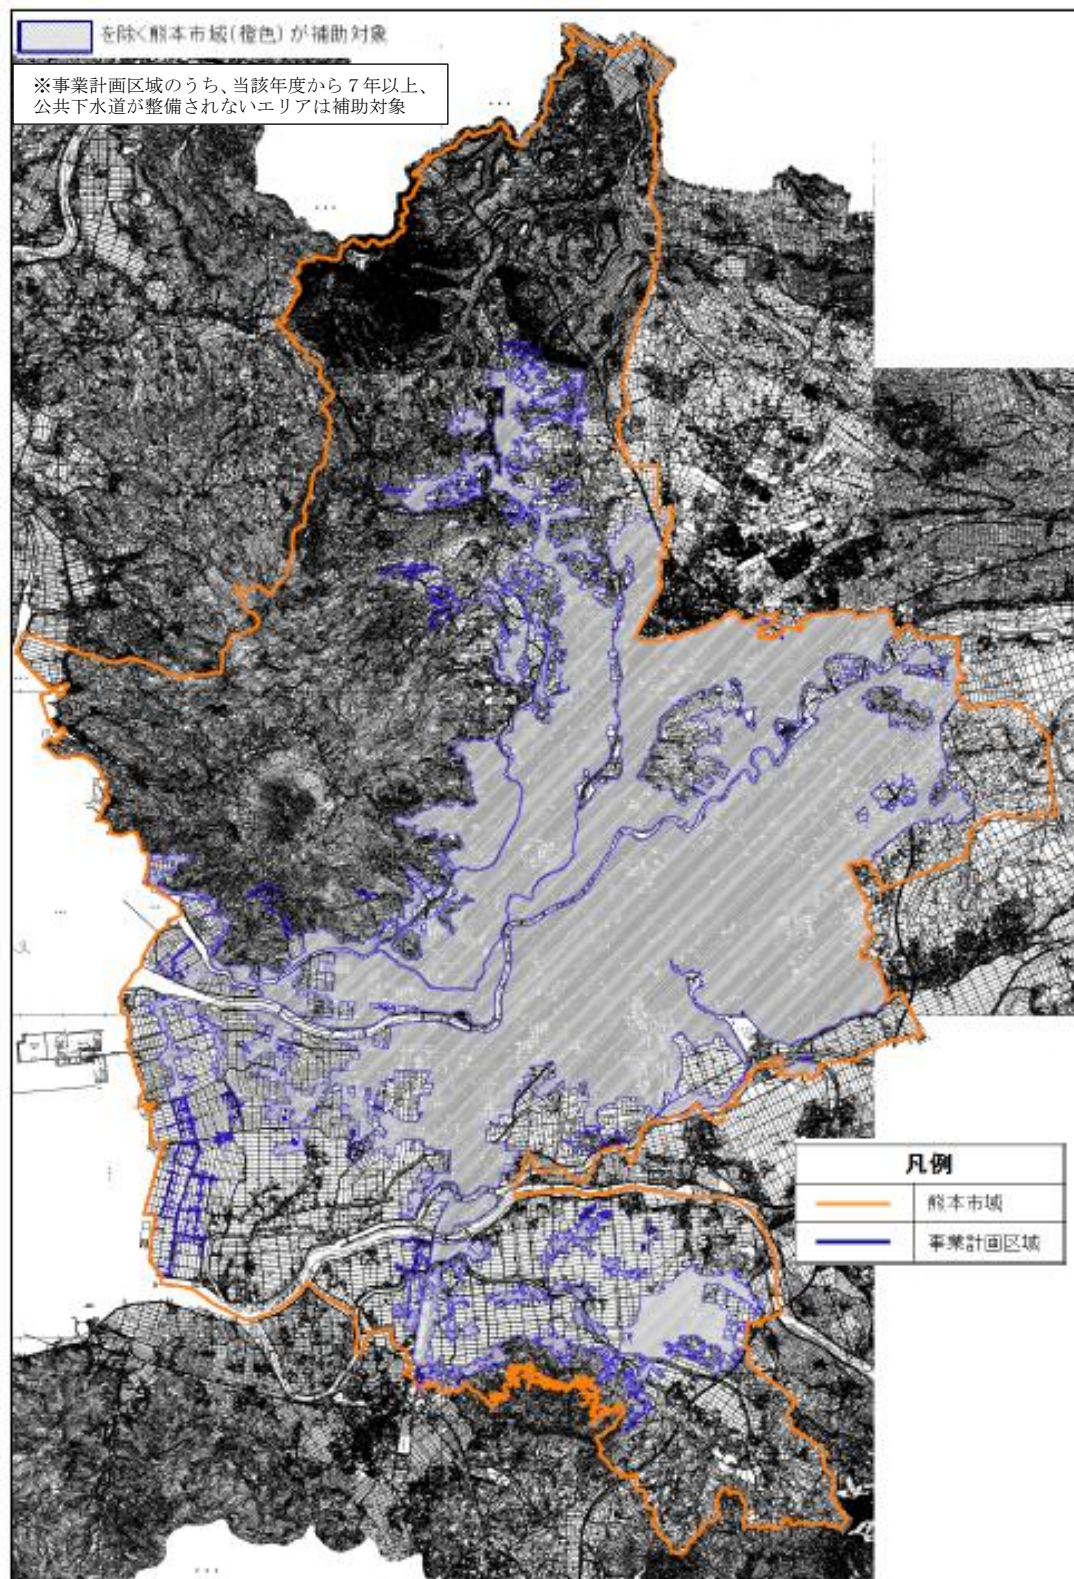 を除く熊本市域(橙色)が補助対象
※事業計画区域のうち、当該年度から7年以上、
公共下水道が整備されないエリアは補助対象
凡例
熊本市域
事業計画区域